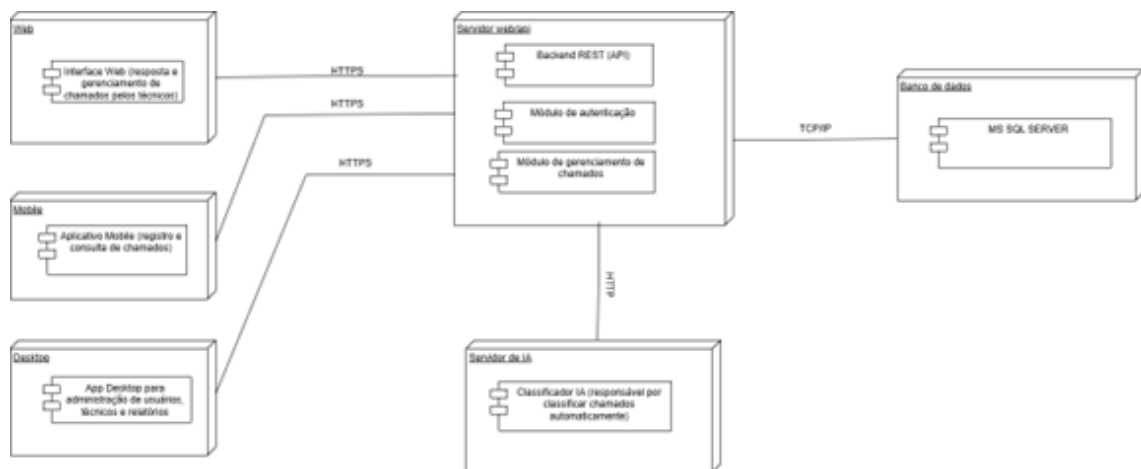 Web
Interface Web (resposta e
gerenciamento de
chamados pelos técnicos)
HTTPS
Servidor web/api
Backend REST (API)
Módulo de autenticação
Módulo de gerenciamento de
chamados
HTTPS
HTTPS
TCP/IP
Banco de dados
MS SQL SERVER
Mobile
Aplicativo Mobile (registro e
consulta de chamados)
HTTP
Desktop
App Desktop para
administração de usuários,
técnicos e relatórios
Servidor de IA
Classificador IA (responsável por
classificar chamados
automaticamente)